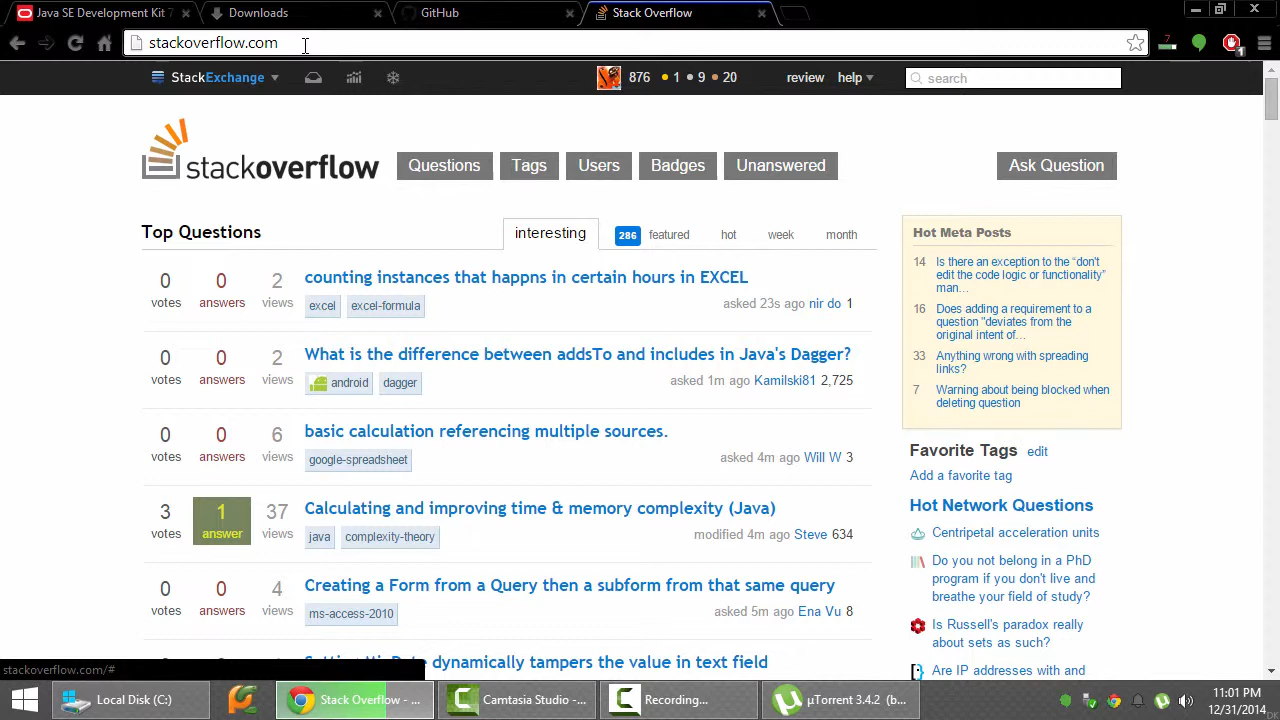 Java SE Development Kit 7
Downloads
GitHub
Stack Overflow
stackoverflow.com
7
1
StackExchange
876 1 9 20
review
help
search
stackoverflow
Questions
Tags
Users
Badges
Unanswered
Ask Question
Top Questions
interesting
286 featured
hot
week
month
0 votes
0 answers
2 views
counting instances that happns in certain hours in EXCEL
excel excel-formula
asked 23s ago nir do 1
0 votes
0 answers
2 views
What is the difference between addsTo and includes in Java's Dagger?
android dagger
asked 1m ago Kamilski81 2,725
0 votes
0 answers
6 views
basic calculation referencing multiple sources.
google-spreadsheet
asked 4m ago Will W 3
3 votes
1 answer
37 views
Calculating and improving time & memory complexity (Java)
java complexity-theory
modified 4m ago Steve 634
0 votes
0 answers
4 views
Creating a Form from a Query then a subform from that same query
ms-access-2010
asked 5m ago Ena Vu 8
dynamically tampers the value in text field
Hot Meta Posts
14 Is there an exception to the “don't
edit the code logic or functionality”
man…
16 Does adding a requirement to a
question "deviates from the
original intent of…
33 Anything wrong with spreading
links?
7 Warning about being blocked when
deleting question
Favorite Tags edit
Add a favorite tag
Hot Network Questions
Centripetal acceleration units
Do you not belong in a PhD
program if you don't live and
breathe your field of study?
Is Russell's paradox really
about sets as such?
Are IP addresses with and
stackoverflow.com/#
Local Disk (C:)
Stack Overflow - ...
Camtasia Studio - ...
Recording...
µTorrent 3.4.2 (b...
11:01 PM
12/31/2014